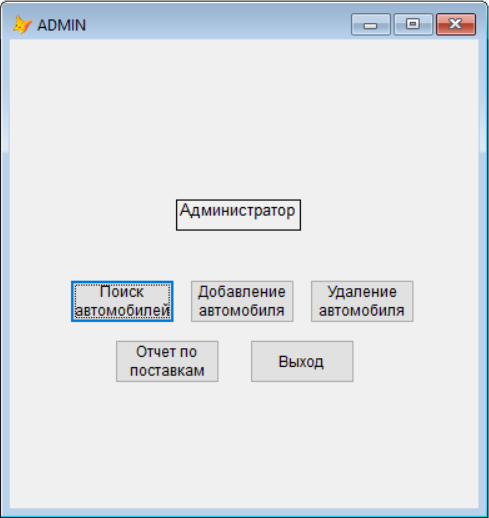 ADMIN
Администратор
Поиск
автомобилей
Добавление
автомобиля
Удаление
автомобиля
Отчет по
поставкам
Выход